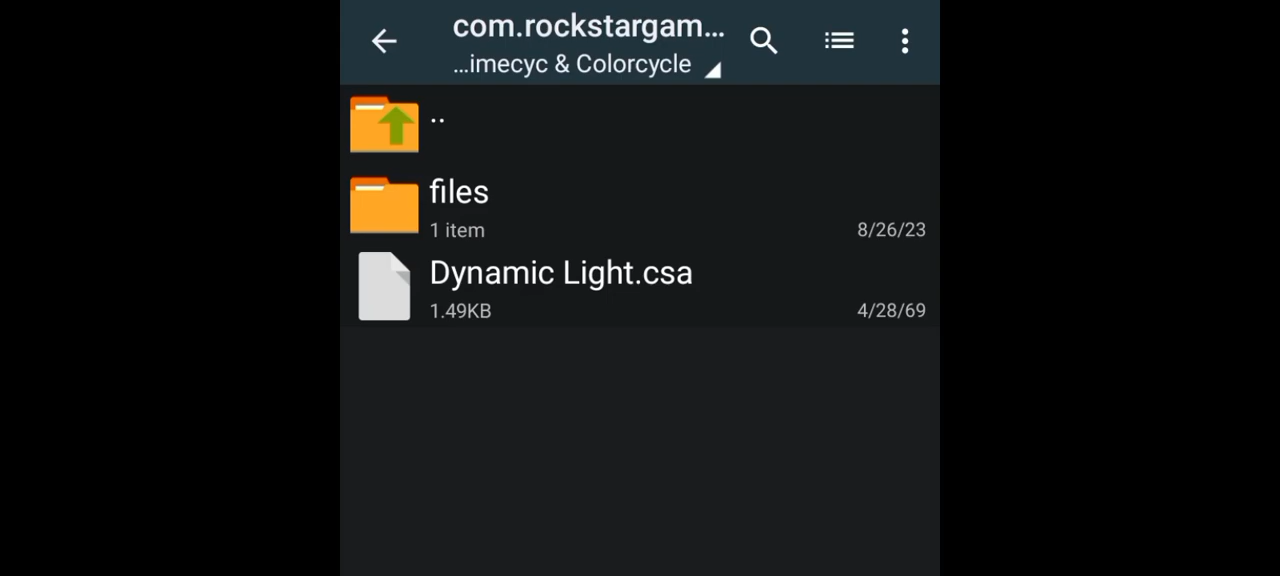 com.rockstargam...
...imecyc & Colorcycle
..
files
1 item
8/26/23
Dynamic Light.csa
1.49KB
4/28/69